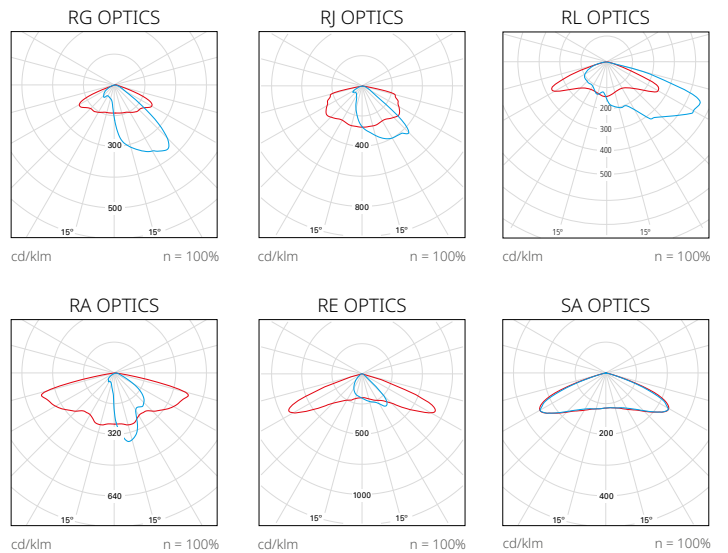 RG OPTICS
300
500
15° 15°
cd/klm n = 100%
RJ OPTICS
400
800
15° 15°
cd/klm n = 100%
RL OPTICS
200
300
400
500
15° 15°
cd/klm n = 100%
RA OPTICS
320
640
15° 15°
cd/klm n = 100%
RE OPTICS
500
1000
15° 15°
cd/klm n = 100%
SA OPTICS
200
400
15° 15°
cd/klm n = 100%